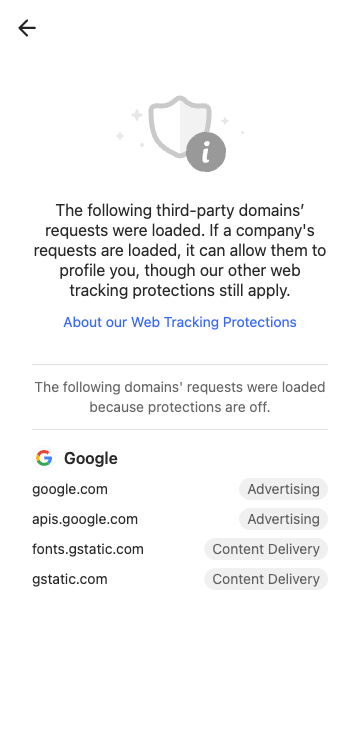 The following third-party domains’
requests were loaded. If a company's
requests are loaded, it can allow them to
profile you, though our other web
tracking protections still apply.
About our Web Tracking Protections
The following domains' requests were loaded
because protections are off.
Google
google.com Advertising
apis.google.com Advertising
fonts.gstatic.com Content Delivery
gstatic.com Content Delivery